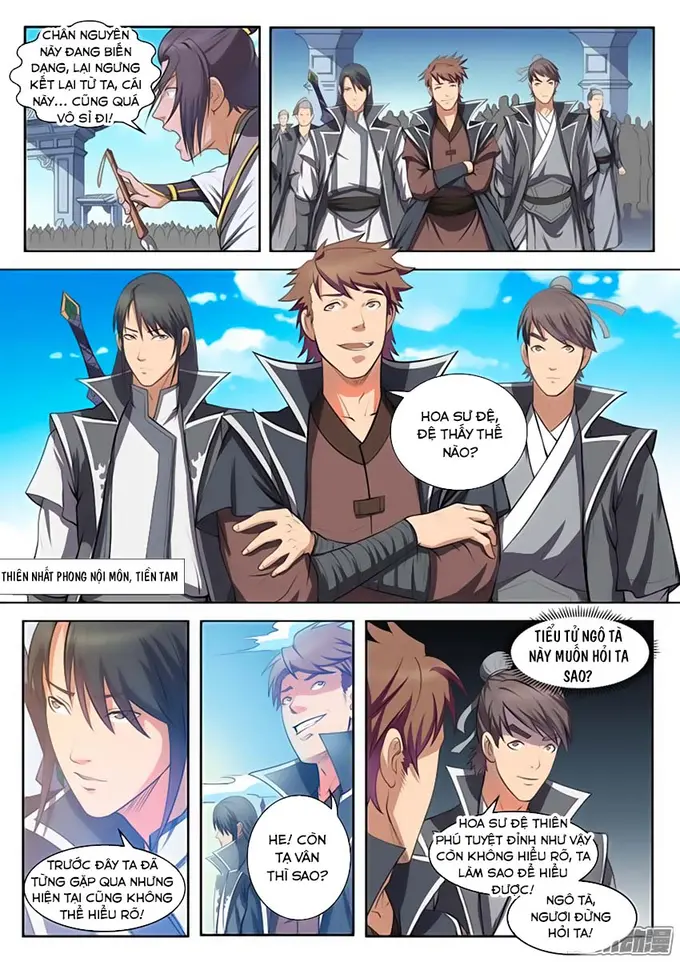 CHÂN NGUYÊN
NÀY ĐANG BIẾN
DẠNG, LẠI NGƯNG
KẾT LẠI TỪ TA, CÁI
NÀY... CŨNG QUÁ
VÔ SỈ ĐI!
HOA SƯ ĐỆ,
ĐỆ THẤY THẾ
NÀO?
THIÊN NHẤT PHONG NỘI MÔN, TIỀN TAM
TRƯỚC ĐÂY TA ĐÃ
TỪNG GẶP QUA NHƯNG
HIỆN TẠI CŨNG KHÔNG
THỂ HIỂU RÕ!
HE! CÒN
TẠ VÂN
THÌ SAO?
TIỂU TỬ NGÔ TÀ
NÀY MUỐN HỎI TA
SAO?
HOA SƯ ĐỆ THIÊN
PHÚ TUYỆT ĐỈNH NHƯ VẬY
CÒN KHÔNG HIỂU RÕ, TA
LÀM SAO ĐỂ HIỂU
ĐƯỢC!
NGÔ TÀ,
NGƯƠI ĐỪNG
HỎI TA!
动漫